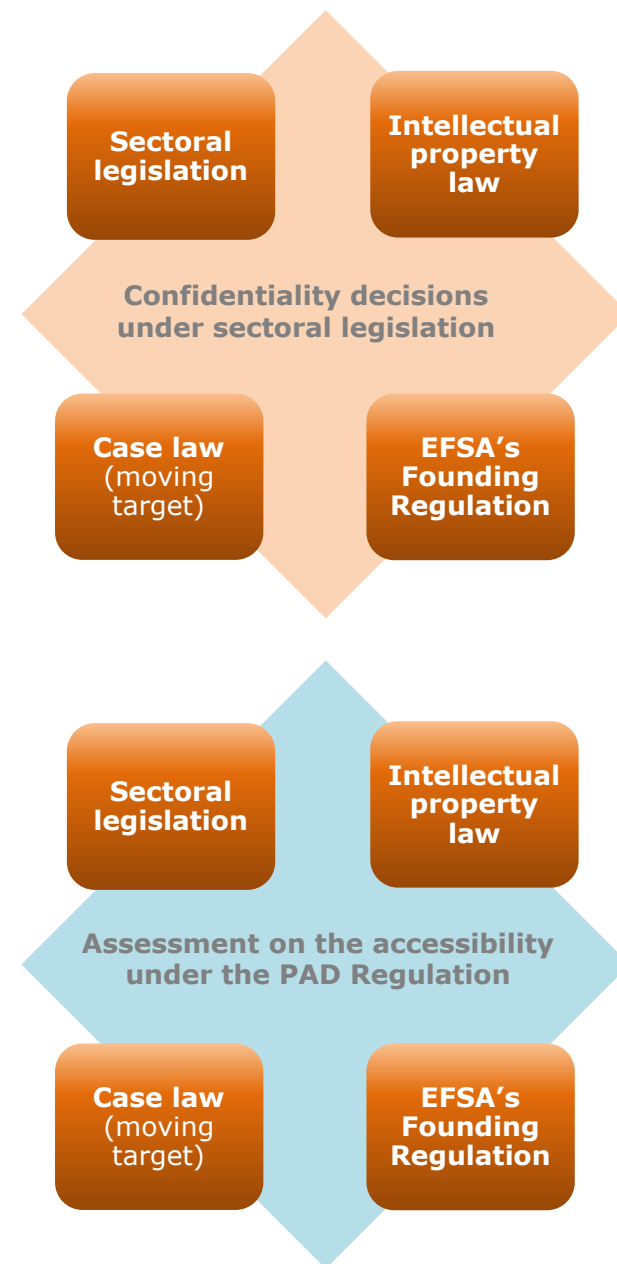 Sectoral
legislation
Intellectual
property
law
Confidentiality decisions
under sectoral legislation
Case law
(moving
target)
EFSA’s
Founding
Regulation
Sectoral
legislation
Intellectual
property
law
Assessment on the accessibility
under the PAD Regulation
Case law
(moving
target)
EFSA’s
Founding
Regulation